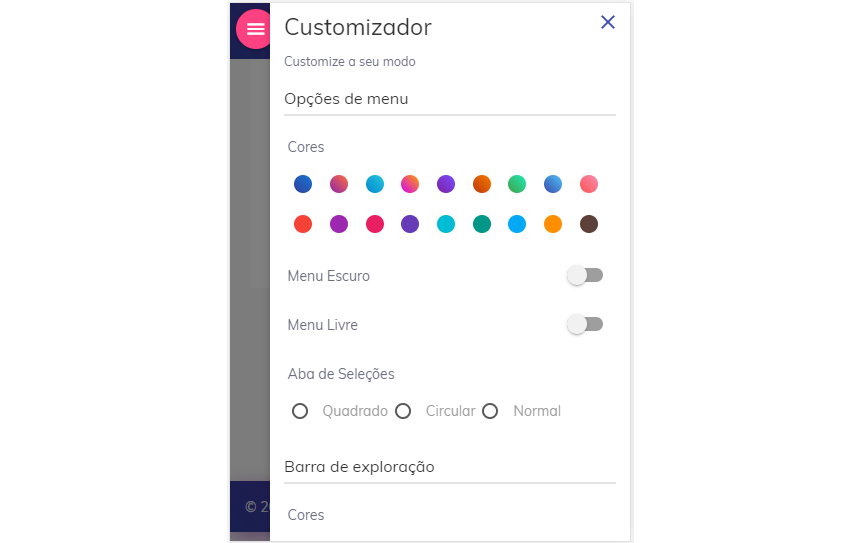 Customizador
Customize a seu modo
Opções de menu
Cores
Menu Escuro
Menu Livre
Aba de Seleções
Quadrado Circular Normal
Barra de exploração
©
Cores